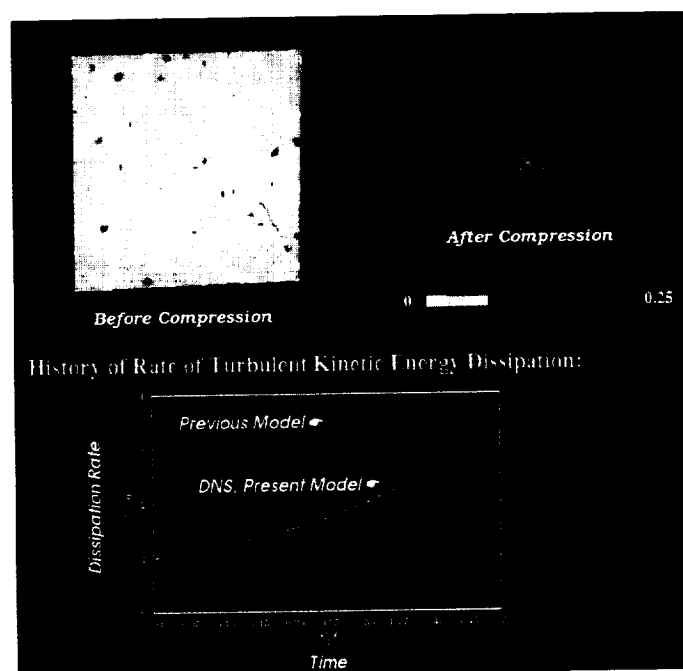 After Compression
0 0.25
Before Compression
History of Rate of Turbulent Kinetic Energy Dissipation:
Previous Model
DNS, Present Model
Dissipation Rate
Time